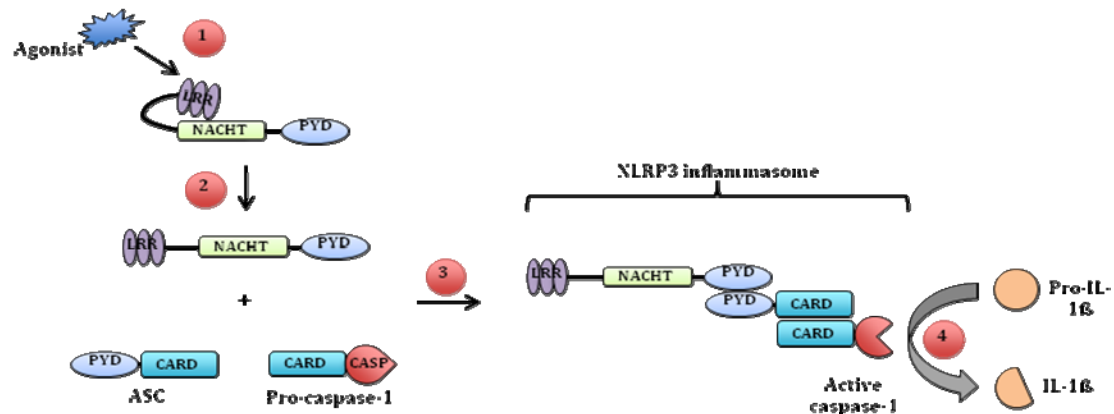 Agonist
1
LRR
NACHT
PYD
2
LRR
NACHT
PYD
+
PYD
CARD
ASC
CARD
CASP
Pro-caspase-1
3
NLRP3 inflammasome
LRR
NACHT
PYD
PYD
CARD
CARD
Active
caspase-1
4
Pro-IL-
1ß
IL-1ß